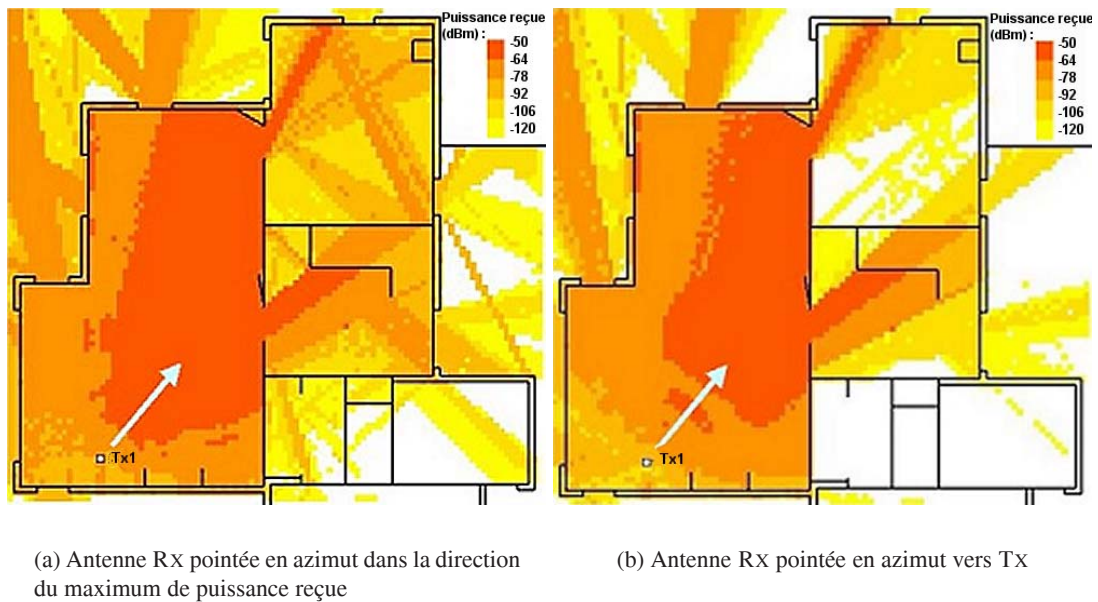 Puissance reçue
(dBm) :
-50
-64
-78
-92
-106
-120
Tx1
Puissance reçue
(dBm) :
-50
-64
-78
-92
-106
-120
Tx1
(a) Antenne RX pointée en azimut dans la direction
du maximum de puissance reçue
(b) Antenne RX pointée en azimut vers TX